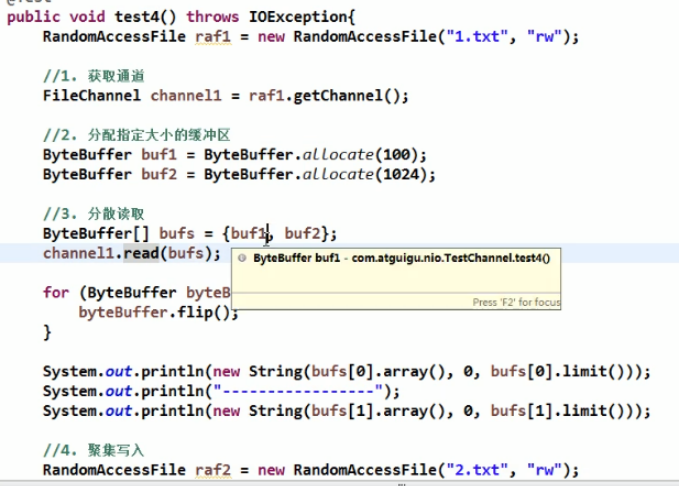 @Test
public void test4() throws IOException{
RandomAccessFile raf1 = new RandomAccessFile("1.txt", "rw");
//1. 获取通道
FileChannel channel1 = raf1.getChannel();
//2. 分配指定大小的缓冲区
ByteBuffer buf1 = ByteBuffer.allocate(100);
ByteBuffer buf2 = ByteBuffer.allocate(1024);
//3. 分散读取
ByteBuffer[] bufs = {buf1, buf2};
channel1.read(bufs);
ByteBuffer buf1 - com.atguigu.nio.TestChannel.test4()
Press 'F2' for focus
for (ByteBuffer byteB
byteBuffer.flip();
}
System.out.println(new String(bufs[0].array(), 0, bufs[0].limit()));
System.out.println("-----------------");
System.out.println(new String(bufs[1].array(), 0, bufs[1].limit()));
//4. 聚集写入
RandomAccessFile raf2 = new RandomAccessFile("2.txt", "rw");